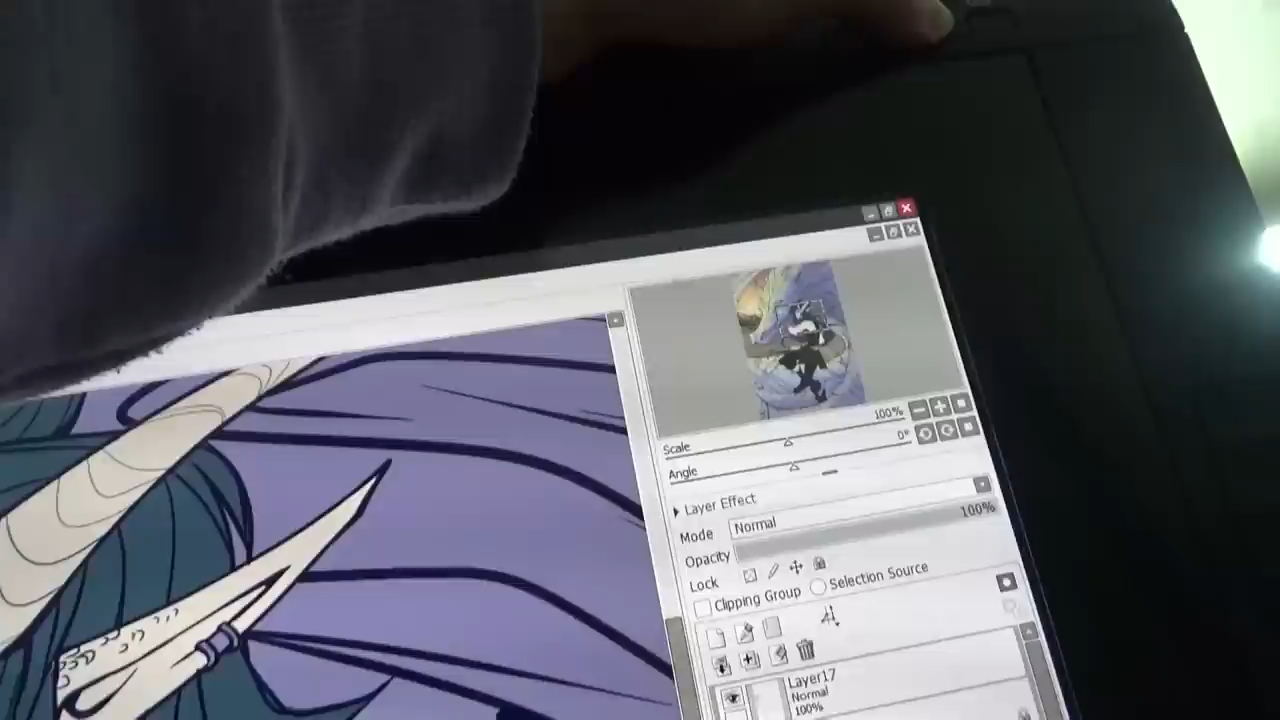 100%
Scale
0°
Angle
Layer Effect
Mode Normal
100%
Opacity
Lock
Clipping Group Selection Source
Layer17
Normal
100%